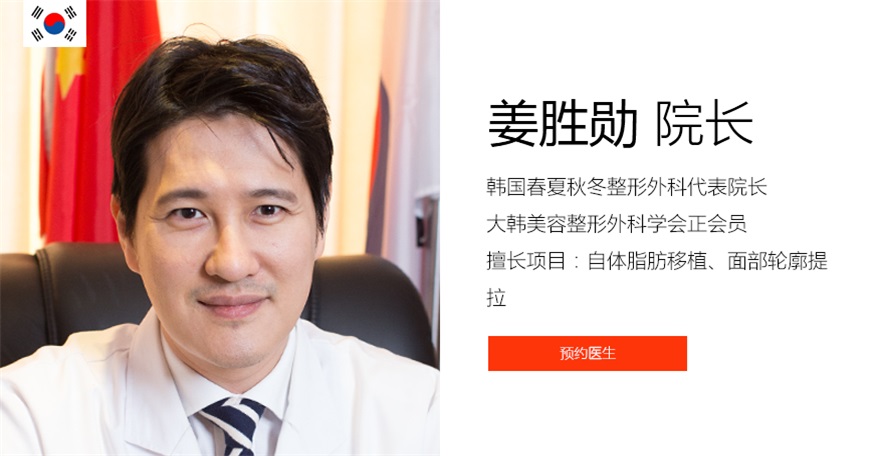 姜胜勋 院长
韩国春夏秋冬整形外科代表院长
大韩美容整形外科学会正会员
擅长项目：自体脂肪移植、面部轮廓提
拉
预约医生